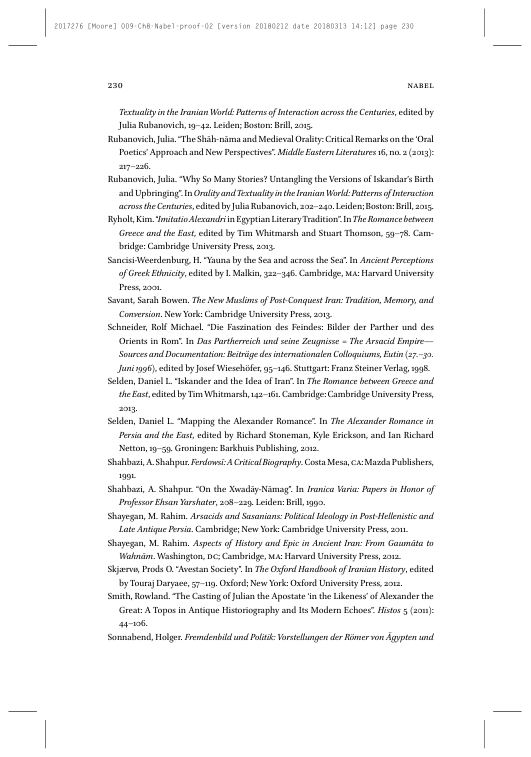 2017276 [Moore] 009-Ch8-Nabel-proof-02 [version 20180212 date 20180313 14:12] page 230
230 NABEL
Textuality in the Iranian World: Patterns of Interaction across the Centuries, edited by
Julia Rubanovich, 19–42. Leiden; Boston: Brill, 2015.
Rubanovich, Julia. “The Shāh-nāma and Medieval Orality: Critical Remarks on the ‘Oral
Poetics’ Approach and New Perspectives”. Middle Eastern Literatures 16, no. 2 (2013):
217–226.
Rubanovich, Julia. “Why So Many Stories? Untangling the Versions of Iskandar’s Birth
and Upbringing”. In Orality and Textuality in the Iranian World: Patterns of Interaction
across the Centuries, edited by Julia Rubanovich, 202–240. Leiden; Boston: Brill, 2015.
Ryholt, Kim. “Imitatio Alexandri in Egyptian Literary Tradition”. In The Romance between
Greece and the East, edited by Tim Whitmarsh and Stuart Thomson, 59–78. Cam-
bridge: Cambridge University Press, 2013.
Sancisi-Weerdenburg, H. “Yauna by the Sea and across the Sea”. In Ancient Perceptions
of Greek Ethnicity, edited by I. Malkin, 322–346. Cambridge, MA: Harvard University
Press, 2001.
Savant, Sarah Bowen. The New Muslims of Post-Conquest Iran: Tradition, Memory, and
Conversion. New York: Cambridge University Press, 2013.
Schneider, Rolf Michael. “Die Faszination des Feindes: Bilder der Parther und des
Orients in Rom”. In Das Partherreich und seine Zeugnisse = The Arsacid Empire—
Sources and Documentation: Beiträge des internationalen Colloquiums, Eutin (27.–30.
Juni 1996), edited by Josef Wiesehöfer, 95–146. Stuttgart: Franz Steiner Verlag, 1998.
Selden, Daniel L. “Iskander and the Idea of Iran”. In The Romance between Greece and
the East, edited by Tim Whitmarsh, 142–161. Cambridge: Cambridge University Press,
2013.
Selden, Daniel L. “Mapping the Alexander Romance”. In The Alexander Romance in
Persia and the East, edited by Richard Stoneman, Kyle Erickson, and Ian Richard
Netton, 19–59. Groningen: Barkhuis Publishing, 2012.
Shahbazi, A. Shahpur. Ferdowsi: A Critical Biography. Costa Mesa, CA: Mazda Publishers,
1991.
Shahbazi, A. Shahpur. “On the Xwadāy-Nāmag”. In Iranica Varia: Papers in Honor of
Professor Ehsan Yarshater, 208–229. Leiden: Brill, 1990.
Shayegan, M. Rahim. Arsacids and Sasanians: Political Ideology in Post-Hellenistic and
Late Antique Persia. Cambridge; New York: Cambridge University Press, 2011.
Shayegan, M. Rahim. Aspects of History and Epic in Ancient Iran: From Gaumāta to
Wahnām. Washington, DC; Cambridge, MA: Harvard University Press, 2012.
Skjærvø, Prods O. “Avestan Society”. In The Oxford Handbook of Iranian History, edited
by Touraj Daryaee, 57–119. Oxford; New York: Oxford University Press, 2012.
Smith, Rowland. “The Casting of Julian the Apostate ‘in the Likeness’ of Alexander the
Great: A Topos in Antique Historiography and Its Modern Echoes”. Histos 5 (2011):
44–106.
Sonnabend, Holger. Fremdenbild und Politik: Vorstellungen der Römer von Ägypten und